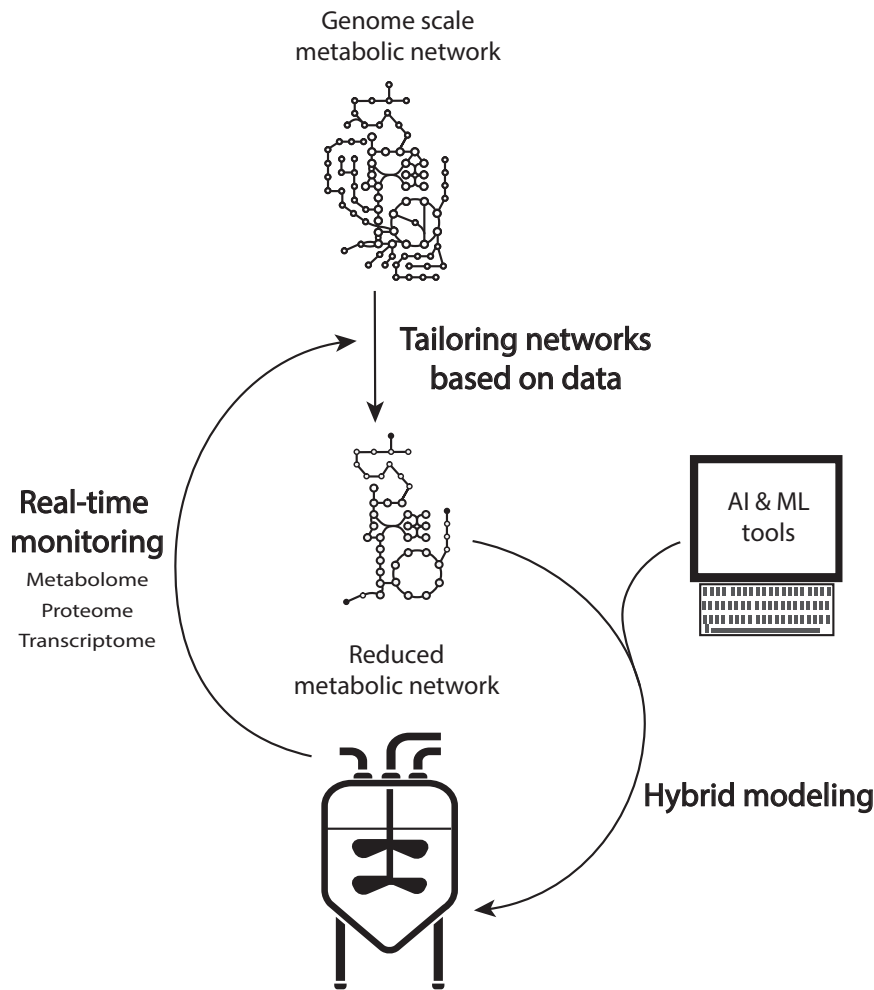 Genome scale
metabolic network
Tailoring networks
based on data
Real-time
monitoring
Metabolome
Proteome
Transcriptome
AI & ML
tools
Reduced
metabolic network
Hybrid modeling